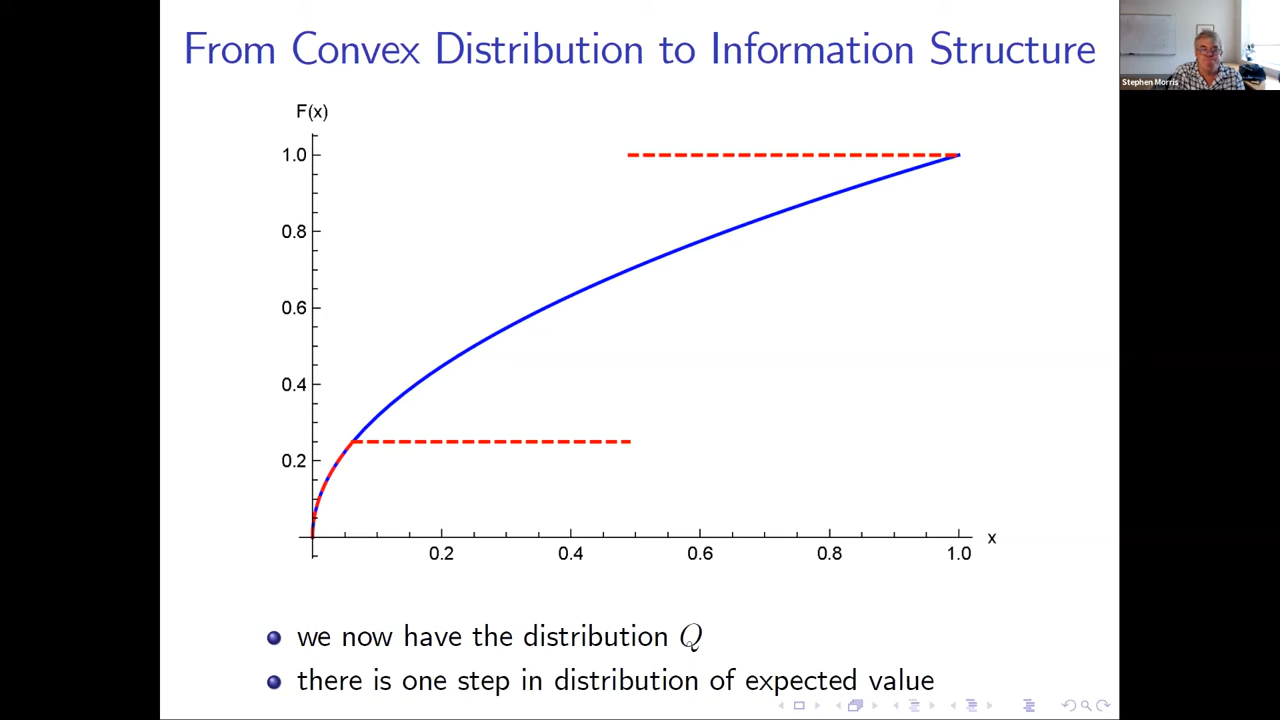 From Convex Distribution to Information Structure
Stephen Morris
F(x)
1.0
0.8
0.6
0.4
0.2
0.2 0.4 0.6 0.8 1.0 x
we now have the distribution Q
there is one step in distribution of expected value